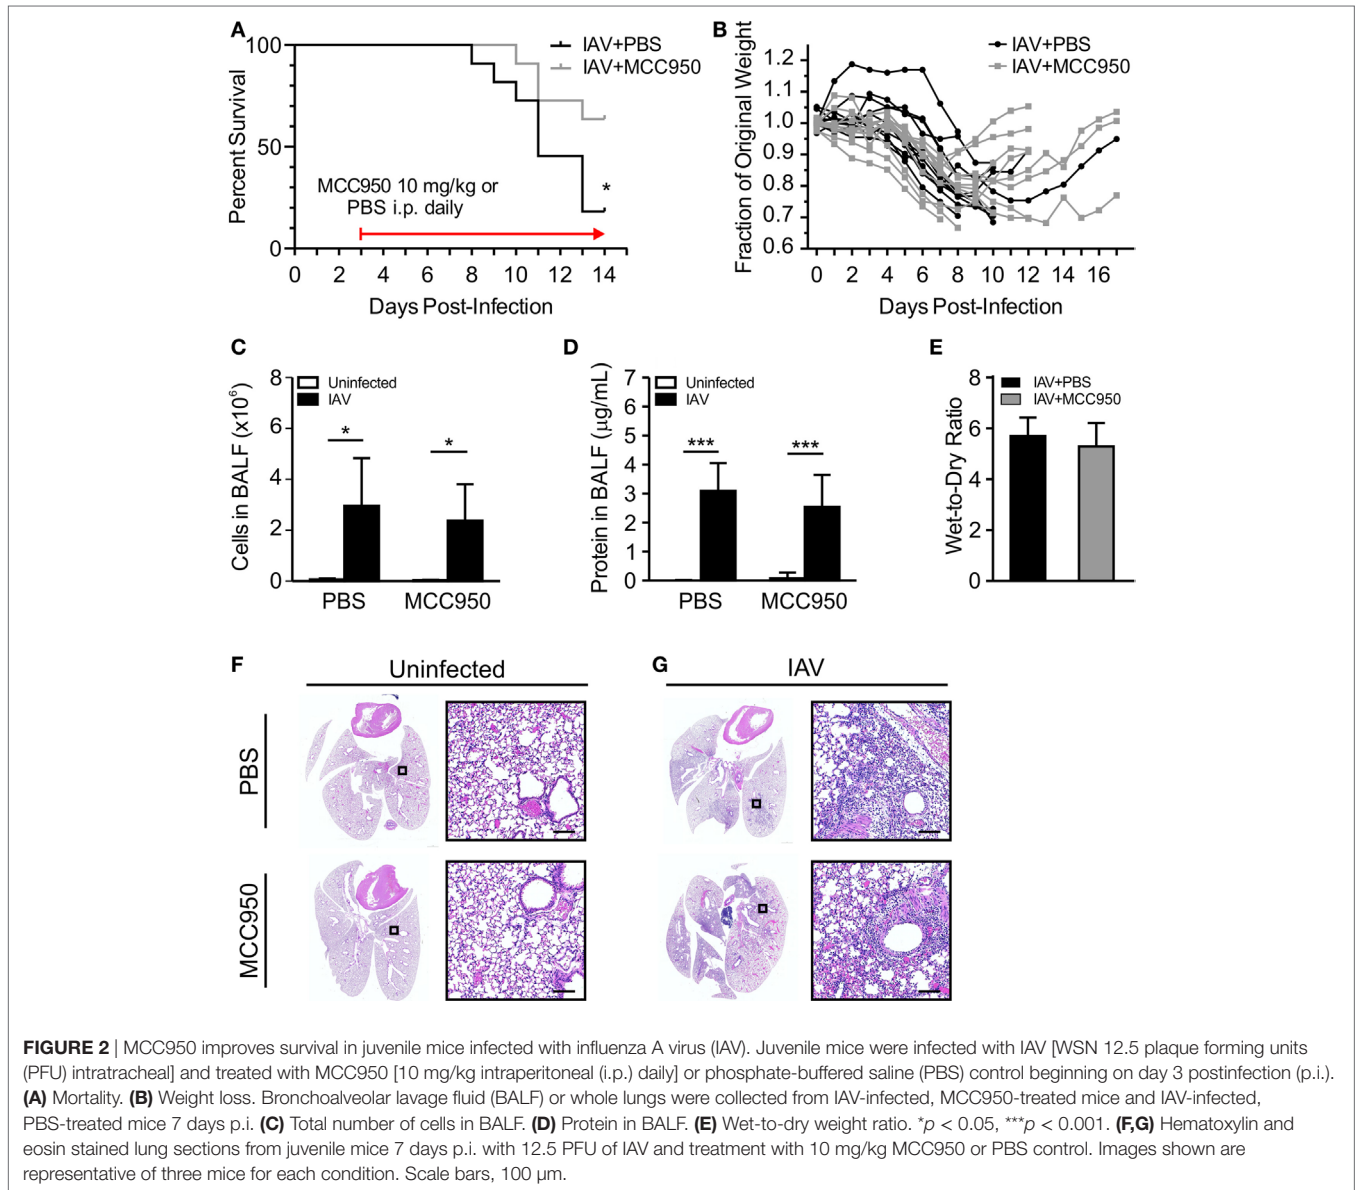 A
100
50
0
Percent Survival
IAV+PBS
IAV+MCC950
MCC950 10 mg/kg or
PBS i.p. daily
*
0 2 4 6 8 10 12 14
Days Post-Infection
B
1.2
1.1
1.0
0.9
0.8
0.7
0.6
Fraction of Original Weight
IAV+PBS
IAV+MCC950
0 2 4 6 8 10 12 14 16
Days Post-Infection
C
8
6
4
2
0
Cells in BALF (x10⁶)
Uninfected
IAV
* *
PBS MCC950
D
7
6
5
4
3
2
1
0
Protein in BALF (µg/mL)
Uninfected
IAV
*** ***
PBS MCC950
E
8
6
4
2
0
Wet-to-Dry Ratio
IAV+PBS
IAV+MCC950
F
Uninfected
G
IAV
PBS
MCC950
FIGURE 2 | MCC950 improves survival in juvenile mice infected with influenza A virus (IAV). Juvenile mice were infected with IAV [WSN 12.5 plaque forming units
(PFU) intratracheal] and treated with MCC950 [10 mg/kg intraperitoneal (i.p.) daily] or phosphate-buffered saline (PBS) control beginning on day 3 postinfection (p.i.).
(A) Mortality. (B) Weight loss. Bronchoalveolar lavage fluid (BALF) or whole lungs were collected from IAV-infected, MCC950-treated mice and IAV-infected,
PBS-treated mice 7 days p.i. (C) Total number of cells in BALF. (D) Protein in BALF. (E) Wet-to-dry weight ratio. *p < 0.05, ***p < 0.001. (F,G) Hematoxylin and
eosin stained lung sections from juvenile mice 7 days p.i. with 12.5 PFU of IAV and treatment with 10 mg/kg MCC950 or PBS control. Images shown are
representative of three mice for each condition. Scale bars, 100 µm.